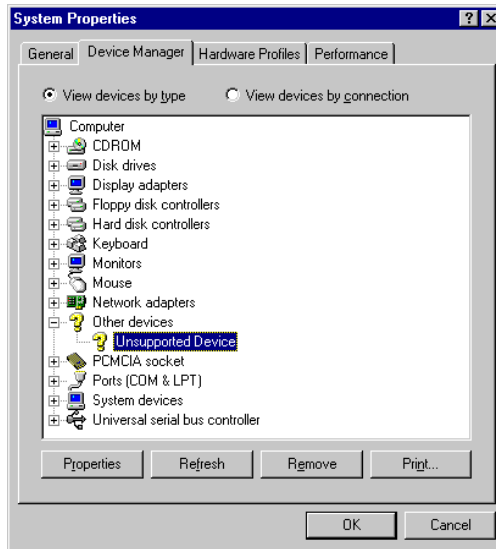 System Properties
General Device Manager Hardware Profiles Performance
View devices by type View devices by connection
Computer
CDROM
Disk drives
Display adapters
Floppy disk controllers
Hard disk controllers
Keyboard
Monitors
Mouse
Network adapters
Other devices
Unsupported Device
PCMCIA socket
Ports (COM & LPT)
System devices
Universal serial bus controller
Properties Refresh Remove Print...
OK Cancel